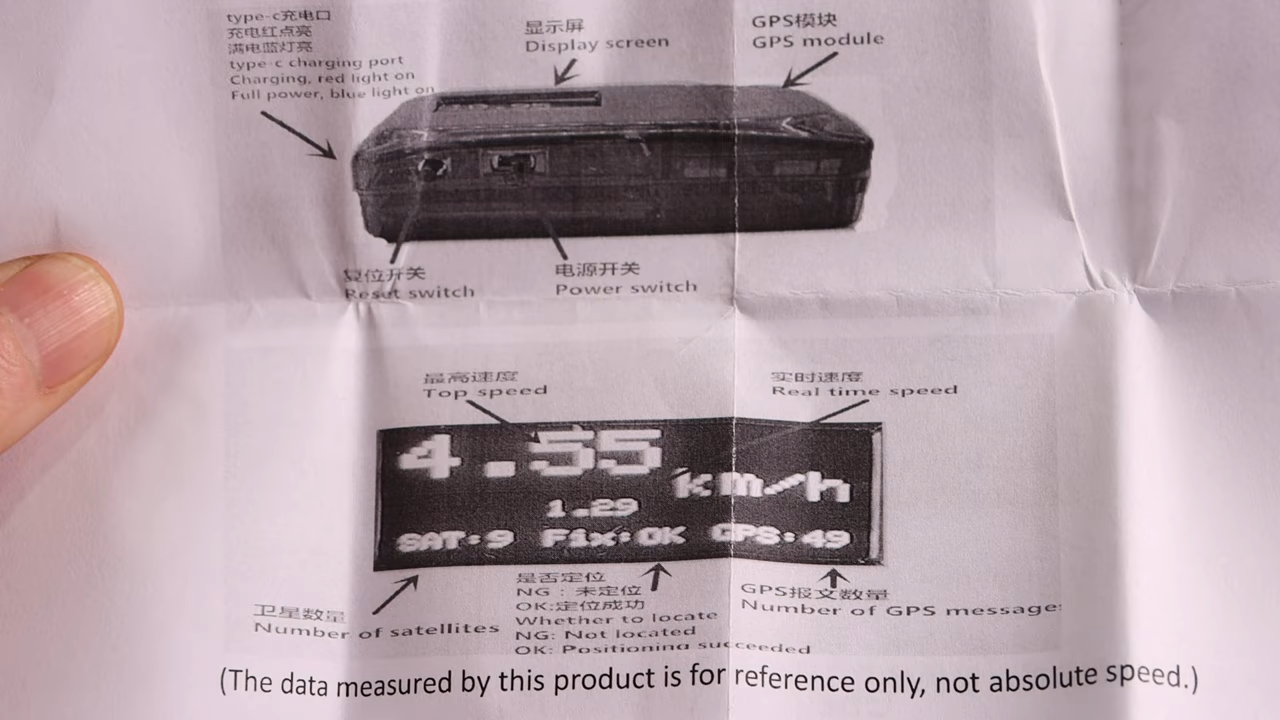 type-c充电口
充电红点亮
满电蓝灯亮
type-c charging port
Charging, red light on
Full power, blue light on
显示屏
Display screen
GPS模块
GPS module
复位开关
Reset switch
电源开关
Power switch
最高速度
Top speed
实时速度
Real time speed
4.55
km/h
1.29
SAT:9 Fix:OK GPS:49
卫星数量
Number of satellites
是否定位
NG：未定位
OK:定位成功
Whether to locate
NG: Not located
OK: Positioning succeeded
GPS报文数量
Number of GPS message
(The data measured by this product is for reference only, not absolute speed.)